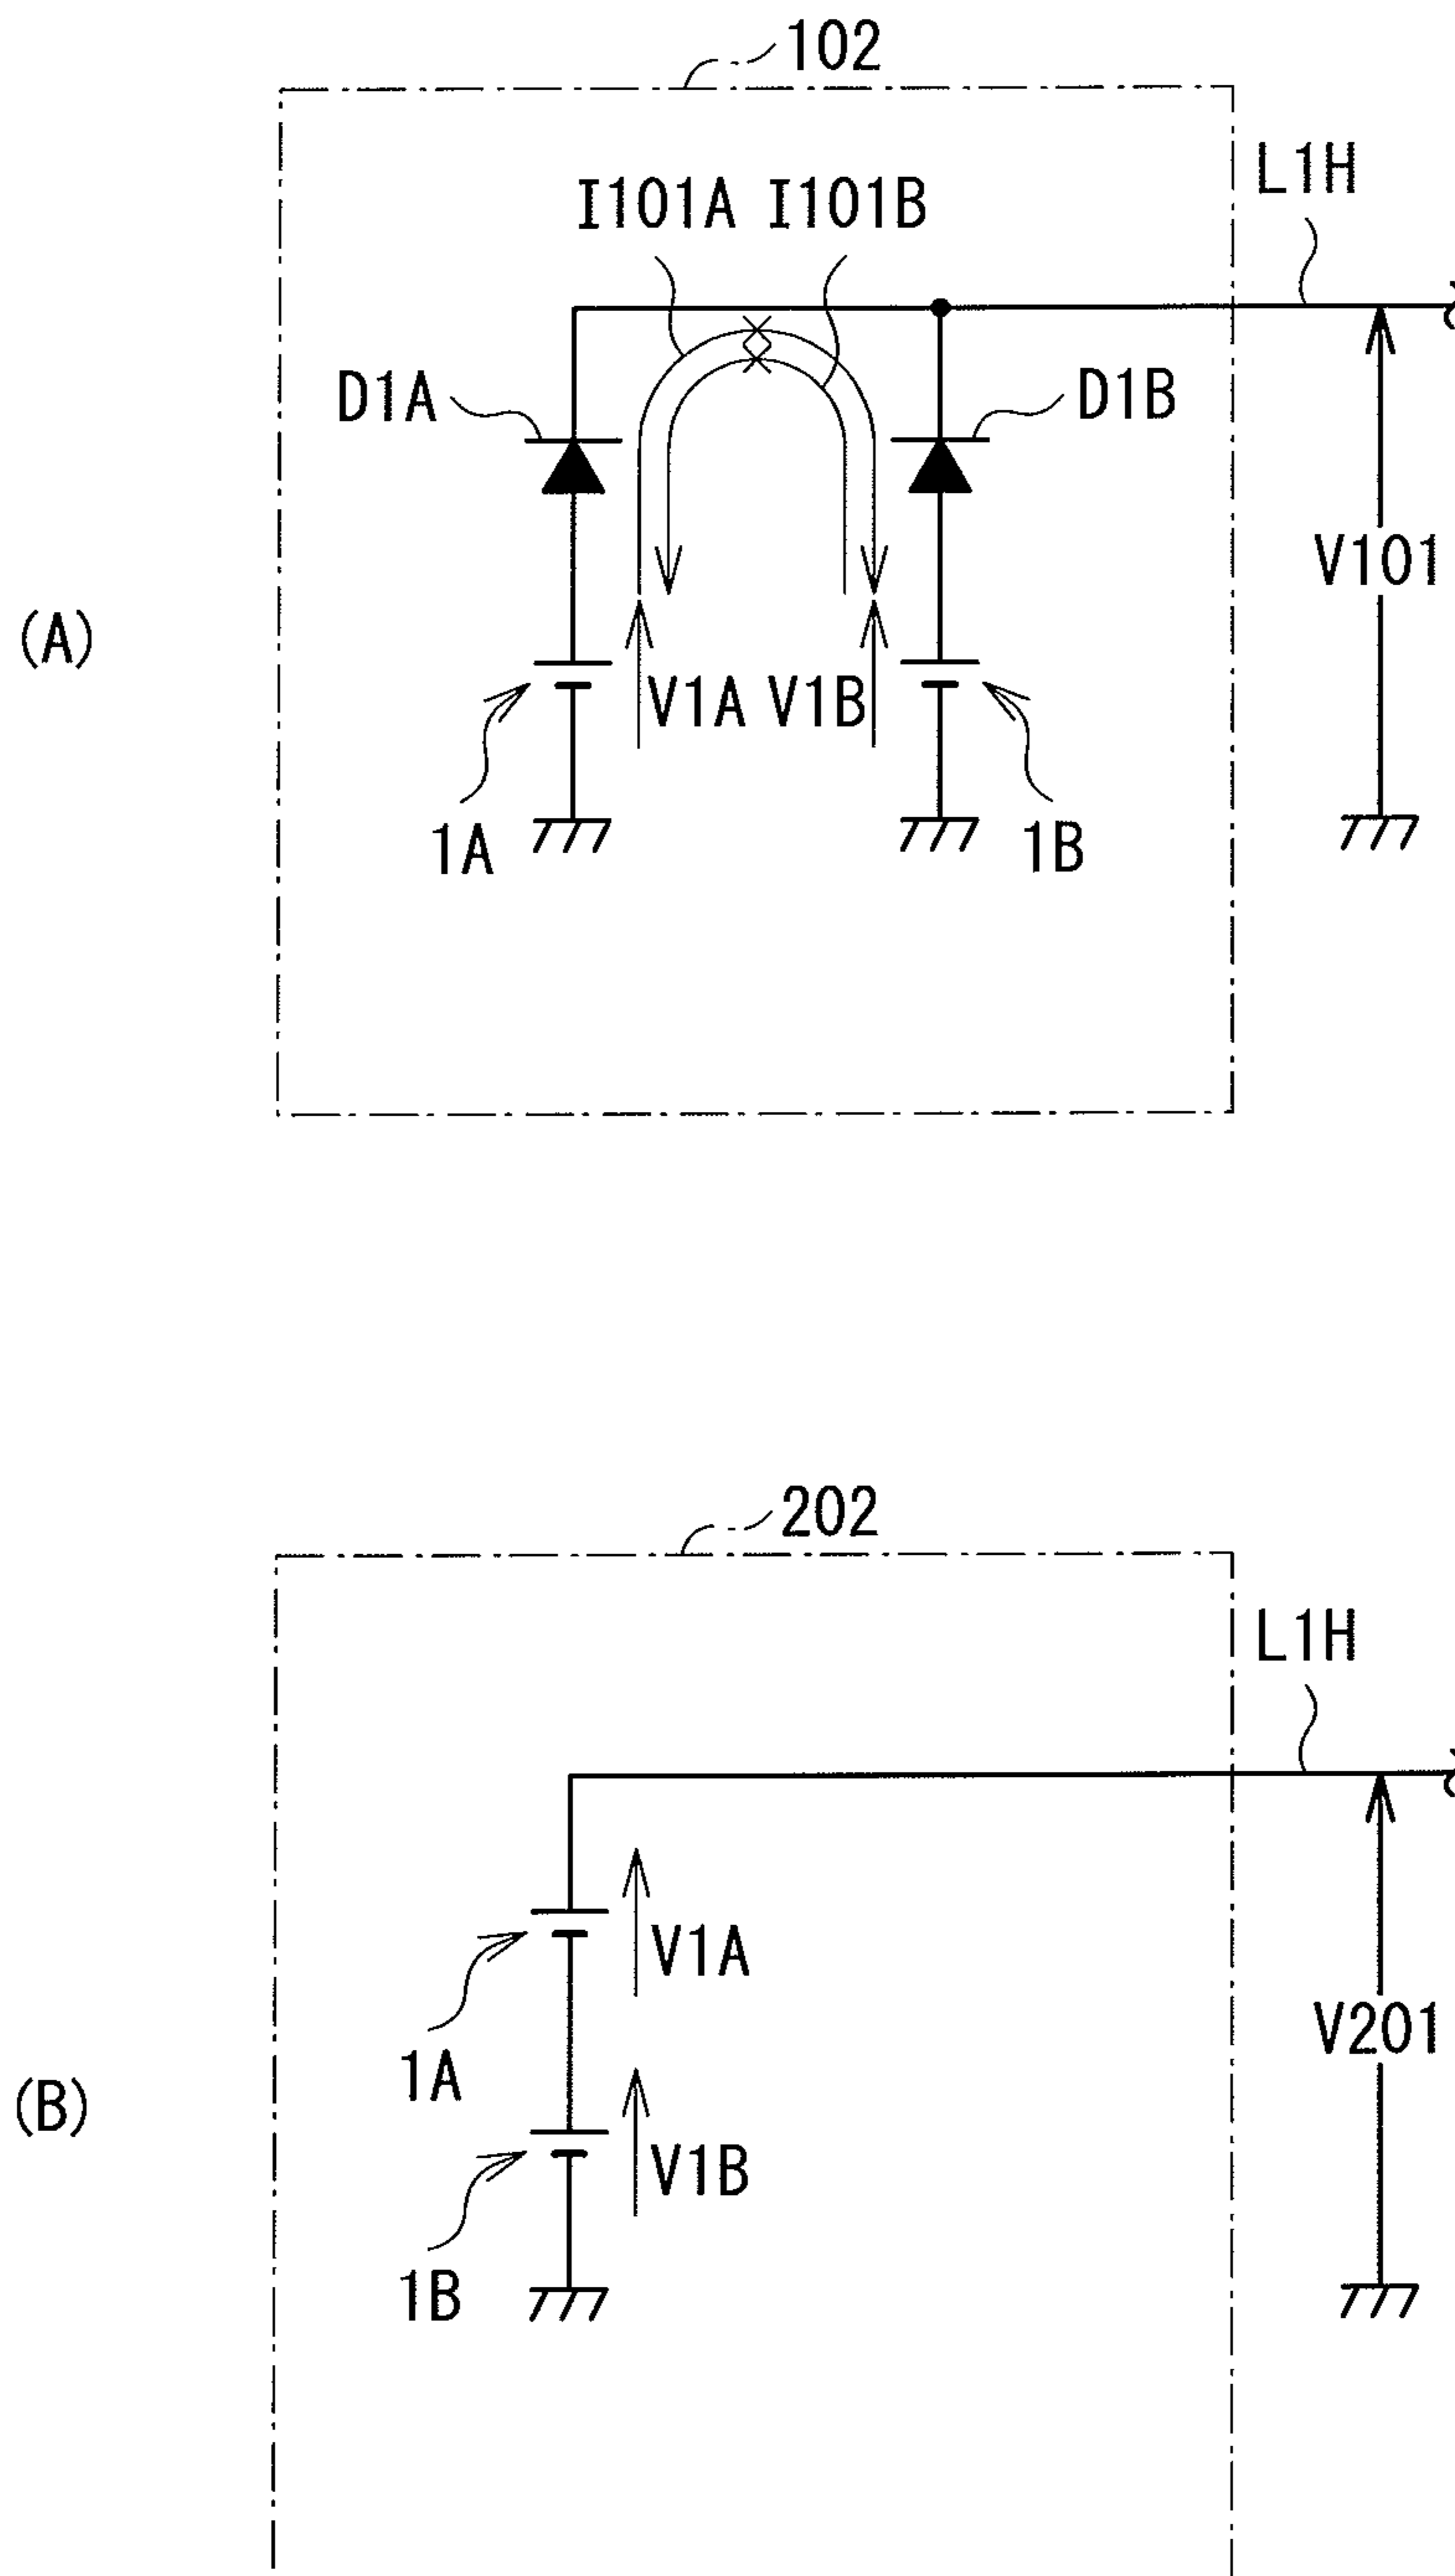 102
L1H
I101A I101B
D1A
D1B
V101
(A)
V1A V1B
1A
1B
202
L1H
V1A
V201
1A
(B)
V1B
1B